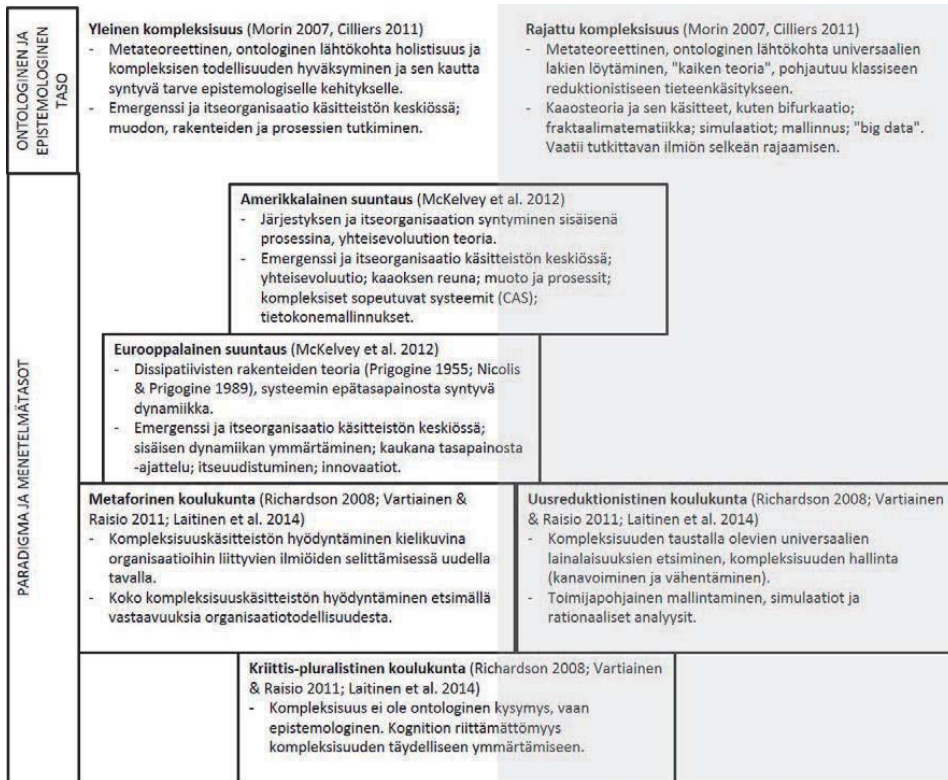 ONTOLOGINEN JA
EPISTEMOLOGINEN
TASO
Yleinen kompleksisuus (Morin 2007, Cilliers 2011)
- Metateoreettinen, ontologinen lähtökohta holistisuus ja
kompleksisen todellisuuden hyväksyminen ja sen kautta
syntyvä tarve epistemologiselle kehitykselle.
- Emergenssi ja itseorganisaatio käsitteistön keskiössä;
muodon, rakenteiden ja prosessien tutkiminen.
Rajattu kompleksisuus (Morin 2007, Cilliers 2011)
- Metateoreettinen, ontologinen lähtökohta universaalien
lakien löytäminen, "kaiken teoria", pohjautuu klassiseen
reduktionistiseen tieteenkäsitykseen.
- Kaaosteoria ja sen käsitteet, kuten bifurkaatio;
fraktaalimatematiikka; simulaatiot; mallinnus; "big data".
Vaatii tutkittavan ilmiön selkeän rajaamisen.
PARADIGMA JA MENETELMÄTASOT
Amerikkalainen suuntaus (McKelvey et al. 2012)
- Järjestyksen ja itseorganisaation syntyminen sisäisenä
prosessina, yhteisevoluution teoria.
- Emergenssi ja itseorganisaatio käsitteistön keskiössä;
yhteisevoluutio; kaaoksen reuna; muoto ja prosessit;
kompleksiset sopeutuvat systeemit (CAS);
tietokonemallinnukset.
Eurooppalainen suuntaus (McKelvey et al. 2012)
- Dissipatiivisten rakenteiden teoria (Prigogine 1955; Nicolis
& Prigogine 1989), systeemin epätasapainosta syntyvä
dynamiikka.
- Emergenssi ja itseorganisaatio käsitteistön keskiössä;
sisäisen dynamiikan ymmärtäminen; kaukana tasapainosta
-ajattelu; itseuudistuminen; innovaatiot.
Metaforinen koulukunta (Richardson 2008; Vartiainen &
Raisio 2011; Laitinen et al. 2014)
- Kompleksisuuskäsitteistön hyödyntäminen kielikuvina
organisaatioihin liittyvien ilmiöiden selittämisessä uudella
tavalla.
- Koko kompleksisuuskäsitteistön hyödyntäminen etsimällä
vastaavuuksia organisaatiotodellisuudesta.
Uusreduktionistinen koulukunta (Richardson 2008; Vartiainen
& Raisio 2011; Laitinen et al. 2014)
- Kompleksisuuden taustalla olevien universaalien
lainalaisuuksien etsiminen, kompleksisuuden hallinta
(kanavoiminen ja vähentäminen).
- Toimijapohjainen mallintaminen, simulaatiot ja
rationaaliset analyysit.
Kriittis-pluralistinen koulukunta (Richardson 2008; Vartiainen
& Raisio 2011; Laitinen et al. 2014)
- Kompleksisuus ei ole ontologinen kysymys, vaan
epistemologinen. Kognition riittämättömyys
kompleksisuuden täydelliseen ymmärtämiseen.